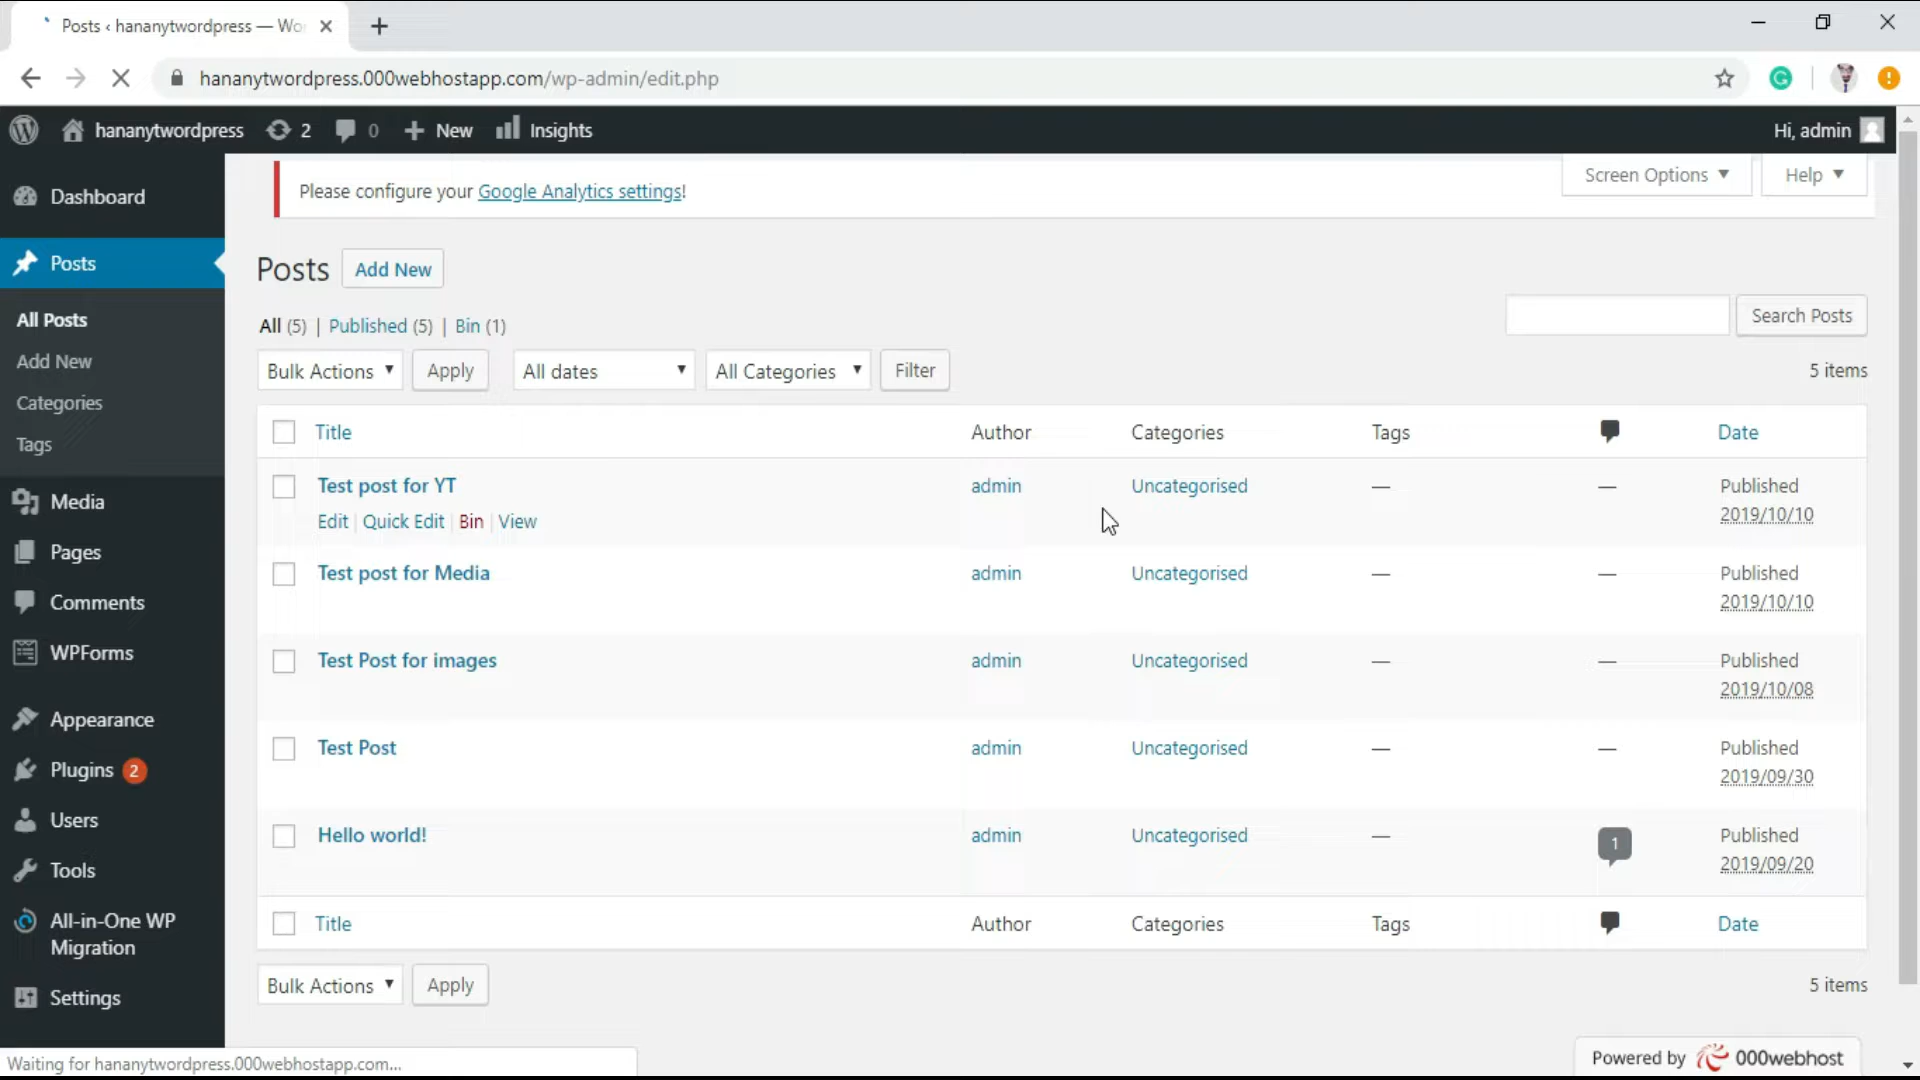 Posts ‹ hananytwordpress — Wo
hananytwordpress.000webhostapp.com/wp-admin/edit.php
hananytwordpress 2 0 New Insights Hi, admin
Please configure your Google Analytics settings!
Screen Options ▼ Help ▼
Dashboard
Posts
All Posts
Add New
Categories
Tags
Media
Pages
Comments
WPForms
Appearance
Plugins 2
Users
Tools
All-in-One WP
Migration
Settings
Posts Add New
All (5) | Published (5) | Bin (1)
Search Posts
Bulk Actions ▼ Apply All dates ▼ All Categories ▼ Filter 5 items
Title Author Categories Tags Date
Test post for YT admin Uncategorised — — Published
2019/10/10
Edit | Quick Edit | Bin | View
Test post for Media admin Uncategorised — — Published
2019/10/10
Test Post for images admin Uncategorised — — Published
2019/10/08
Test Post admin Uncategorised — — Published
2019/09/30
Hello world! admin Uncategorised — 1 Published
2019/09/20
Title Author Categories Tags Date
Bulk Actions ▼ Apply 5 items
Waiting for hananytwordpress.000webhostapp.com...
Powered by 000webhost